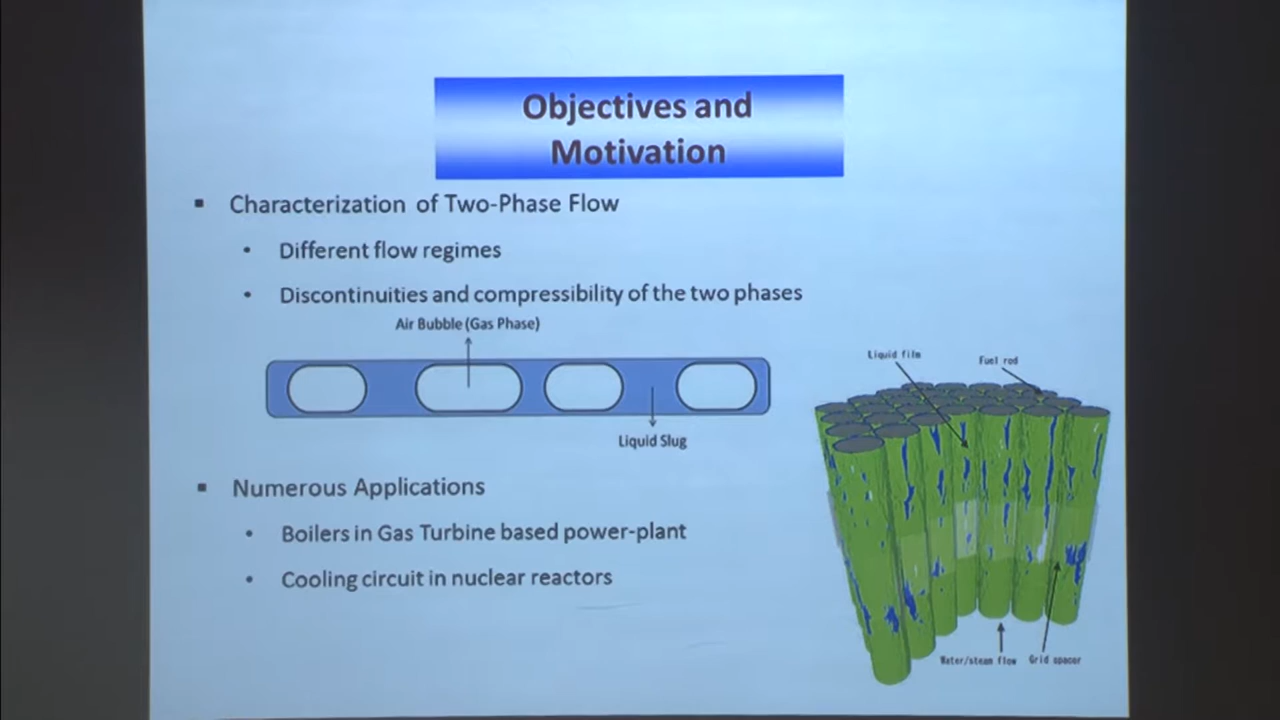 Objectives and
Motivation
▪ Characterization of Two-Phase Flow
• Different flow regimes
• Discontinuities and compressibility of the two phases
Air Bubble (Gas Phase)
Liquid Slug
Liquid film
Fuel rod
▪ Numerous Applications
• Boilers in Gas Turbine based power-plant
• Cooling circuit in nuclear reactors
Water/steam flow
Grid spacer